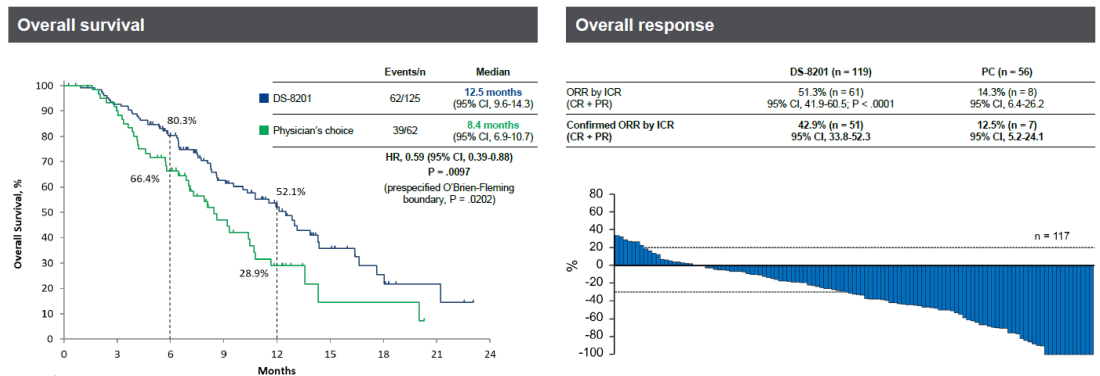 Overall survival
Events/n Median
DS-8201 62/125 12.5 months
(95% CI, 9.6-14.3)
Physician's choice 39/62 8.4 months
(95% CI, 6.9-10.7)
HR, 0.59 (95% CI, 0.39-0.88)
P = .0097
(prespecified O'Brien-Fleming
boundary, P = .0202)
80.3%
66.4%
52.1%
28.9%
Overall Survival, %
100
90
80
70
60
50
40
30
20
10
0
0 3 6 9 12 15 18 21 24
Months
Overall response
DS-8201 (n = 119) PC (n = 56)
ORR by ICR 51.3% (n = 61) 14.3% (n = 8)
(CR + PR) 95% CI, 41.9-60.5; P < .0001 95% CI, 6.4-26.2
Confirmed ORR by ICR 42.9% (n = 51) 12.5% (n = 7)
(CR + PR) 95% CI, 33.8-52.3 95% CI, 5.2-24.1
%
80
60
40
20
0
-20
-40
-60
-80
-100
n = 117